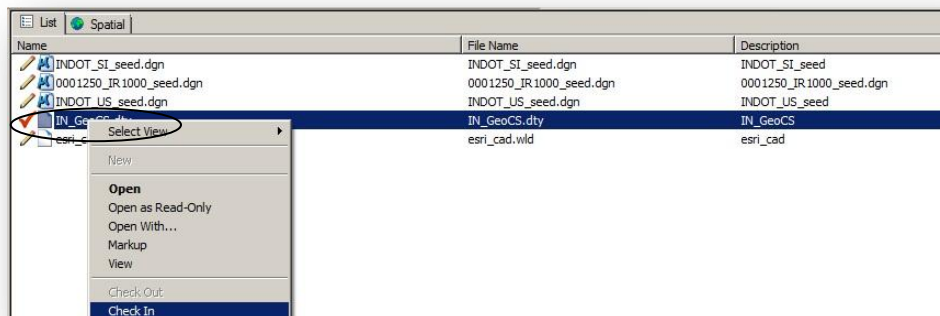 List Spatial
Name File Name Description
INDOT_SI_seed.dgn INDOT_SI_seed.dgn INDOT_SI_seed
0001250_IR1000_seed.dgn 0001250_IR1000_seed.dgn 0001250_IR1000_seed.dgn
INDOT_US_seed.dgn INDOT_US_seed.dgn INDOT_US_seed
IN_GeoCS.dty IN_GeoCS.dty IN_GeoCS
esri_c esri_cad.wld esri_cad
Select View
New
Open
Open as Read-Only
Open With...
Markup
View
Check Out
Check In